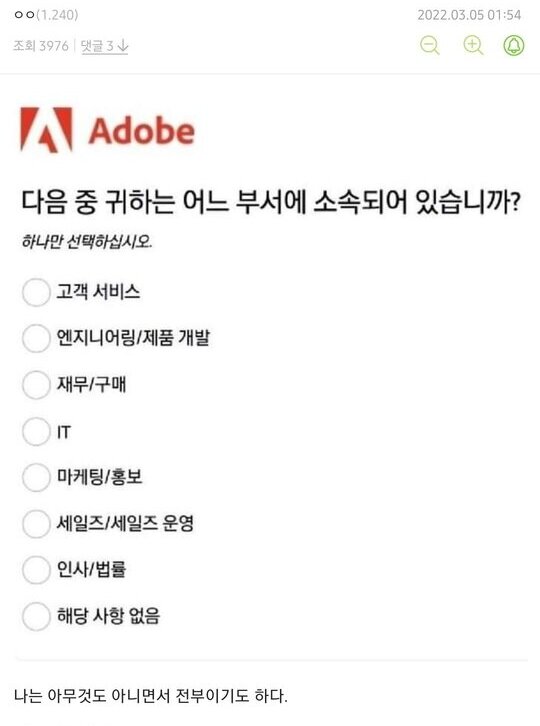 ㅇㅇ(1.240)
2022.03.05 01:54
조회 3976 | 댓글 3 ↓
Adobe
다음 중 귀하는 어느 부서에 소속되어 있습니까?
하나만 선택하십시오.
고객 서비스
엔지니어링/제품 개발
재무/구매
IT
마케팅/홍보
세일즈/세일즈 운영
인사/법률
해당 사항 없음
나는 아무것도 아니면서 전부이기도 하다.